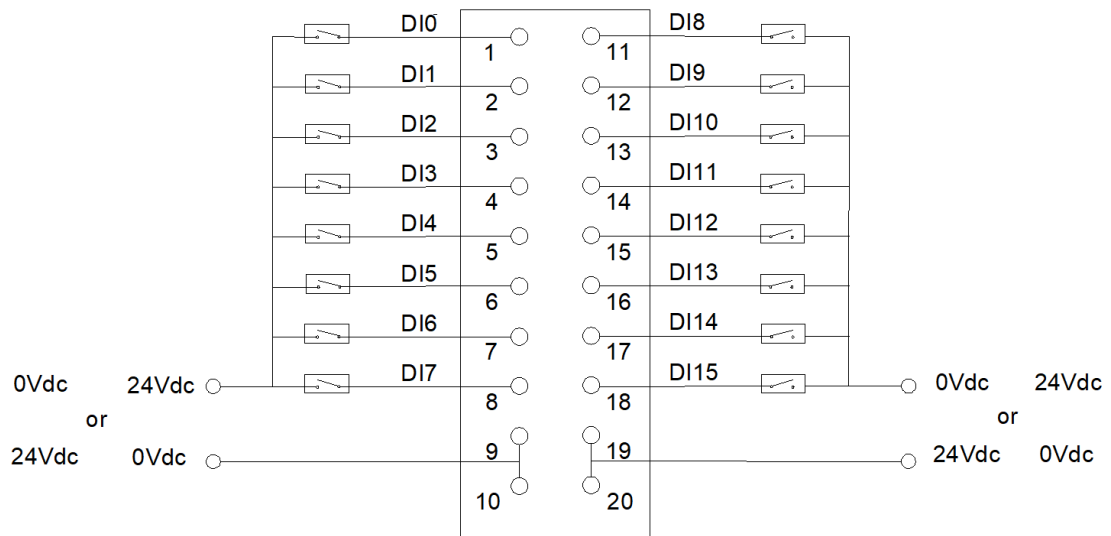 DI0 DI8
1 11
DI1 DI9
2 12
DI2 DI10
3 13
DI3 DI11
4 14
DI4 DI12
5 15
DI5 DI13
6 16
DI6 DI14
7 17
0Vdc 24Vdc DI7 DI15 0Vdc 24Vdc
8 18
or or
24Vdc 0Vdc 9 19 24Vdc 0Vdc
10 20